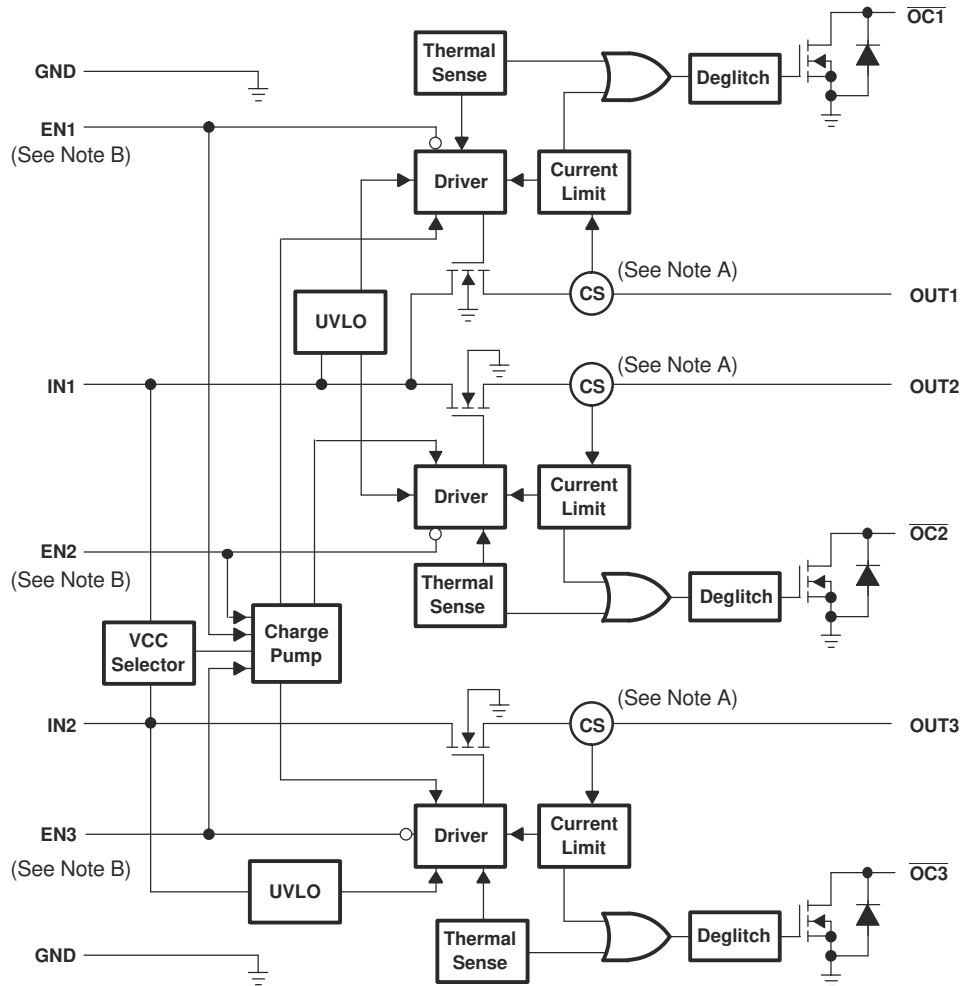 OC1
Thermal
Sense
GND
Deglitch
EN1
(See Note B)
Driver
Current
Limit
(See Note A)
CS
OUT1
UVLO
(See Note A)
IN1
CS
OUT2
Driver
Current
Limit
OC2
EN2
(See Note B)
Thermal
Sense
Deglitch
VCC
Selector
Charge
Pump
(See Note A)
IN2
CS
OUT3
EN3
Driver
Current
Limit
(See Note B)
OC3
UVLO
Thermal
Sense
Deglitch
GND